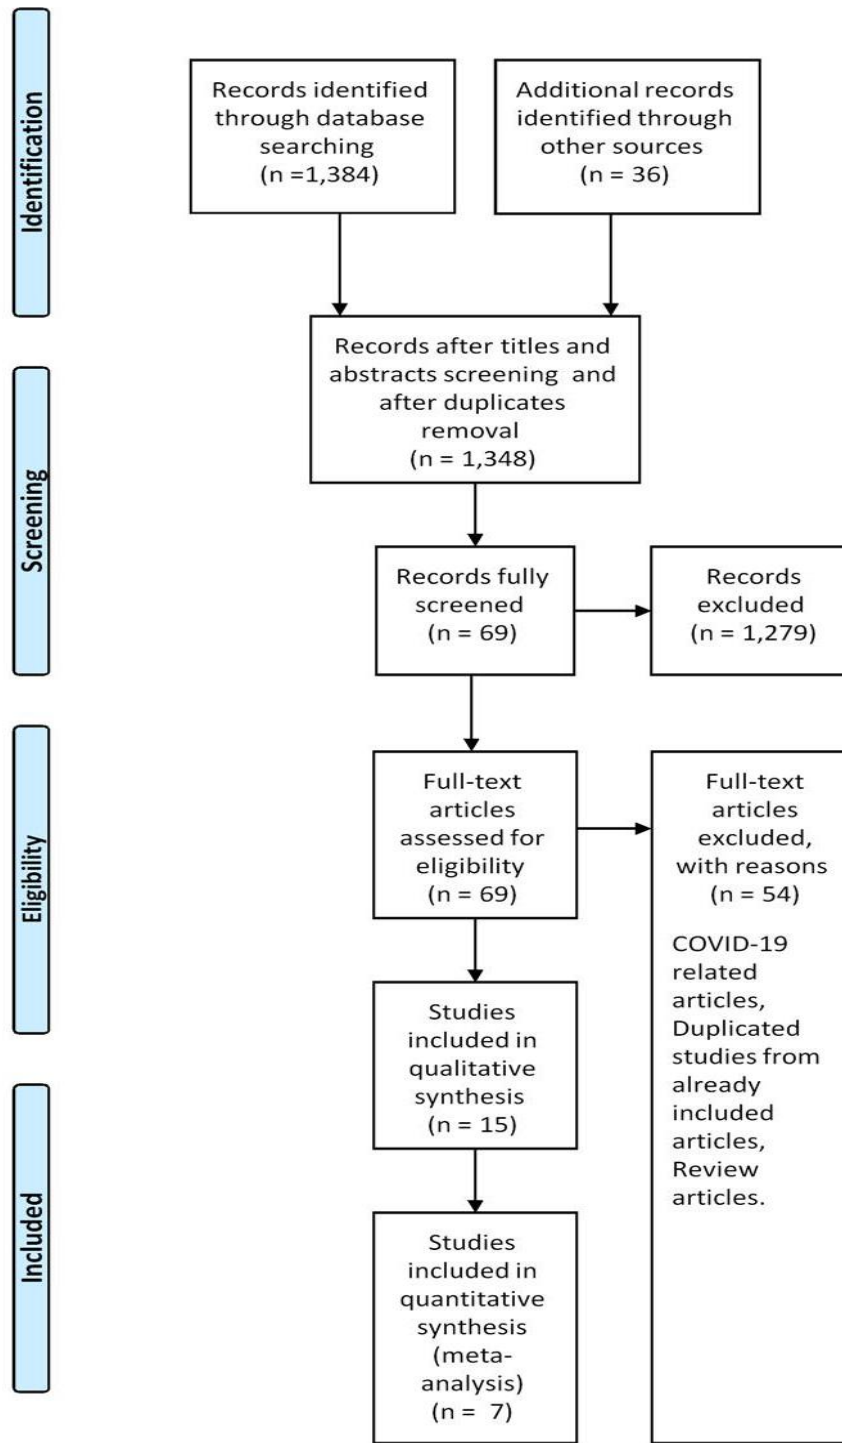 Identification
Records identified
through database
searching
(n =1,384)
Additional records
identified through
other sources
(n = 36)
Records after titles and
abstracts screening and
after duplicates
removal
(n = 1,348)
Screening
Records fully
screened
(n = 69)
Records
excluded
(n = 1,279)
Eligibility
Full-text
articles
assessed for
eligibility
(n = 69)
Full-text
articles
excluded,
with reasons
(n = 54)
COVID-19
related
articles,
Duplicated
studies from
already
included
articles,
Review
articles.
Studies
included in
qualitative
synthesis
(n = 15)
Included
Studies
included in
quantitative
synthesis
(meta-
analysis)
(n = 7)